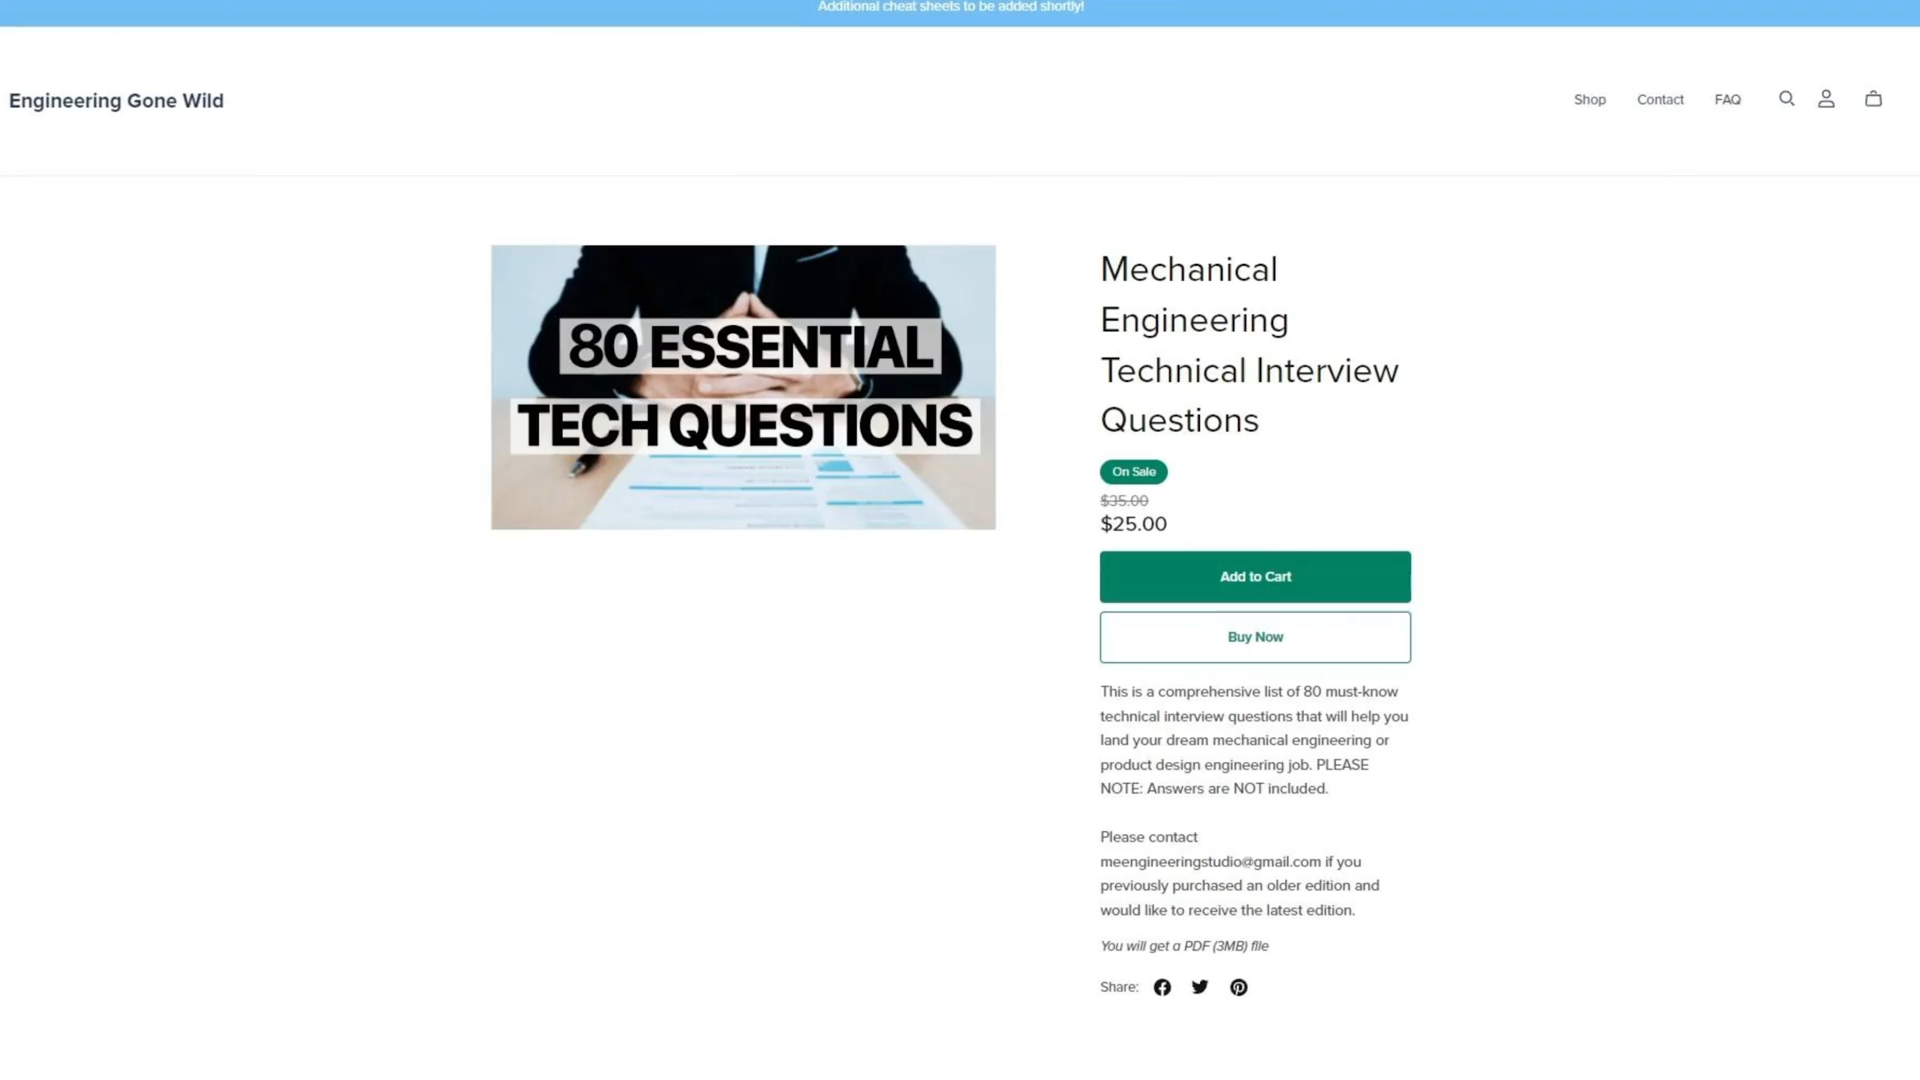 Additional cheat sheets to be added shortly!
Engineering Gone Wild
Shop Contact FAQ
80 ESSENTIAL
TECH QUESTIONS
Mechanical
Engineering
Technical Interview
Questions
On Sale
$35.00
$25.00
Add to Cart
Buy Now
This is a comprehensive list of 80 must-know
technical interview questions that will help you
land your dream mechanical engineering or
product design engineering job. PLEASE
NOTE: Answers are NOT included.
Please contact
meengineeringstudio@gmail.com if you
previously purchased an older edition and
would like to receive the latest edition.
You will get a PDF (3MB) file
Share: